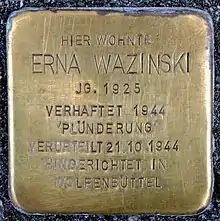 HIER WOHNTE
ERNA WAZINSKI
JG. 1925
VERHAFTET 1944
"PLÜNDERUNG"
VERURTEILT 21.10.1944
HINGERICHTET IN
WOLFENBÜTTEL